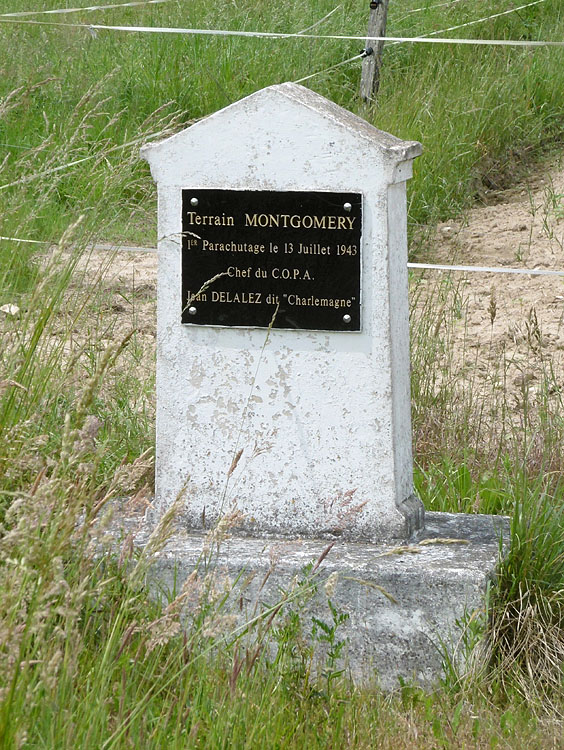 Terrain MONTGOMERY
1ER Parachutage le 13 Juillet 1943
Chef du C.O.P.A.
Jean DELALEZ dit "Charlemagne"